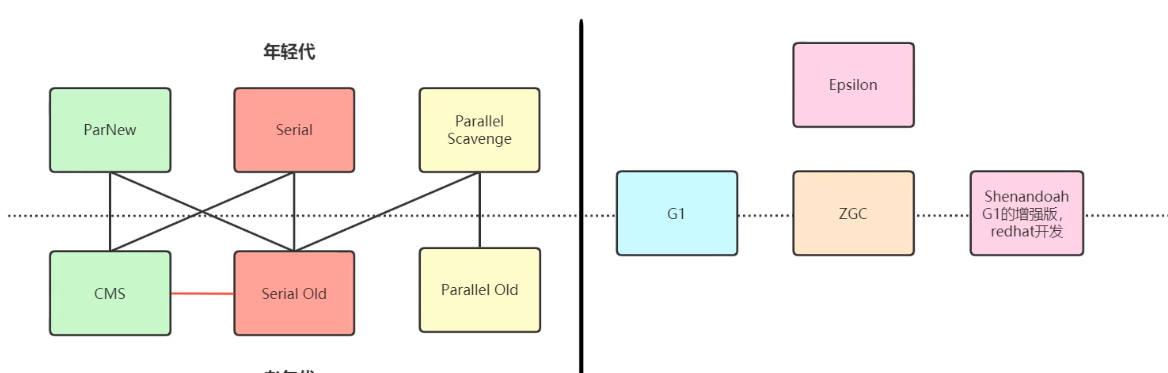 年轻代
Epsilon
ParNew
Serial
Parallel
Scavenge
G1
ZGC
Shenandoah
G1的增强版，
redhat开发
CMS
Serial Old
Parallel Old